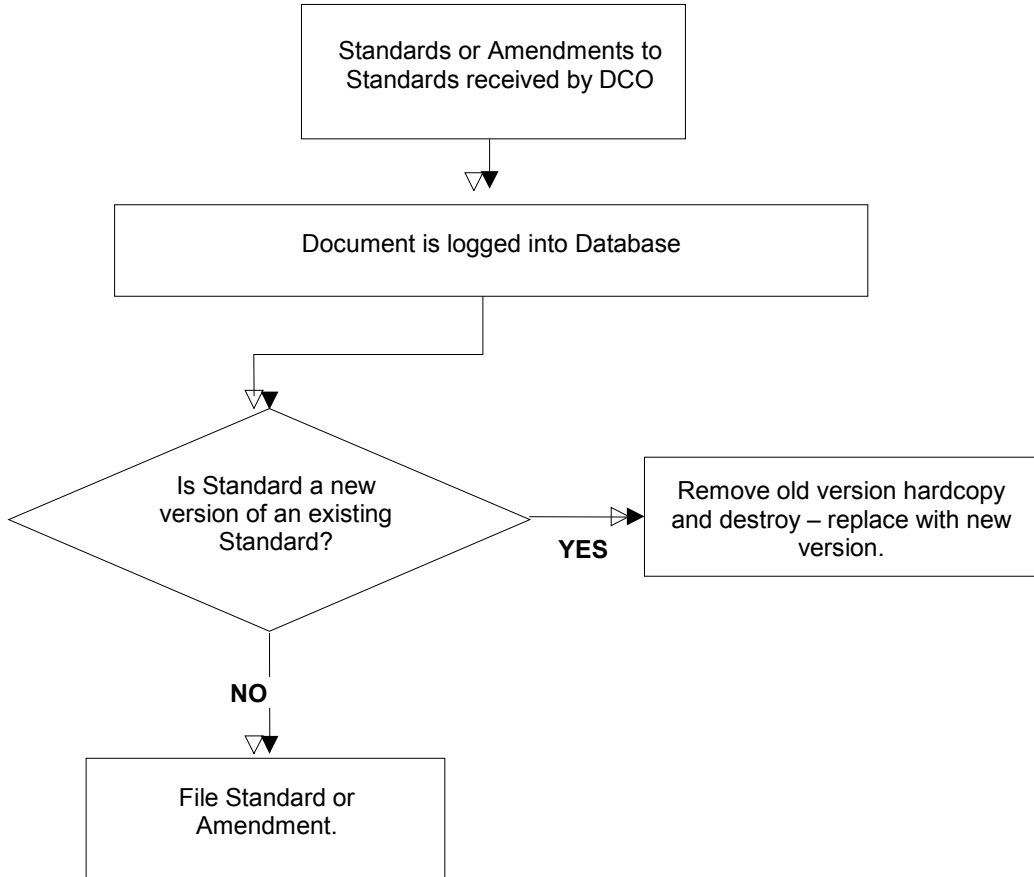 Standards or Amendments to
Standards received by DCO
Document is logged into Database
Is Standard a new
version of an existing
Standard?
YES
Remove old version hardcopy
and destroy – replace with new
version.
NO
File Standard or
Amendment.